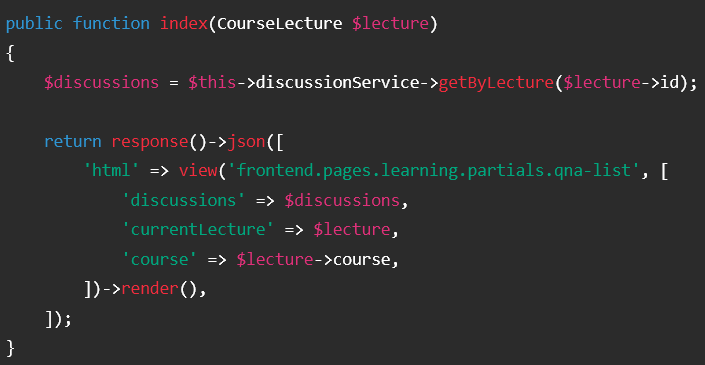 public function index(CourseLecture $lecture)
{
    $discussions = $this->discussionService->getByLecture($lecture->id);

    return response()->json([
        'html' => view('frontend.pages.learning.partials.qna-list', [
            'discussions' => $discussions,
            'currentLecture' => $lecture,
            'course' => $lecture->course,
        ])->render(),
    ]);
}